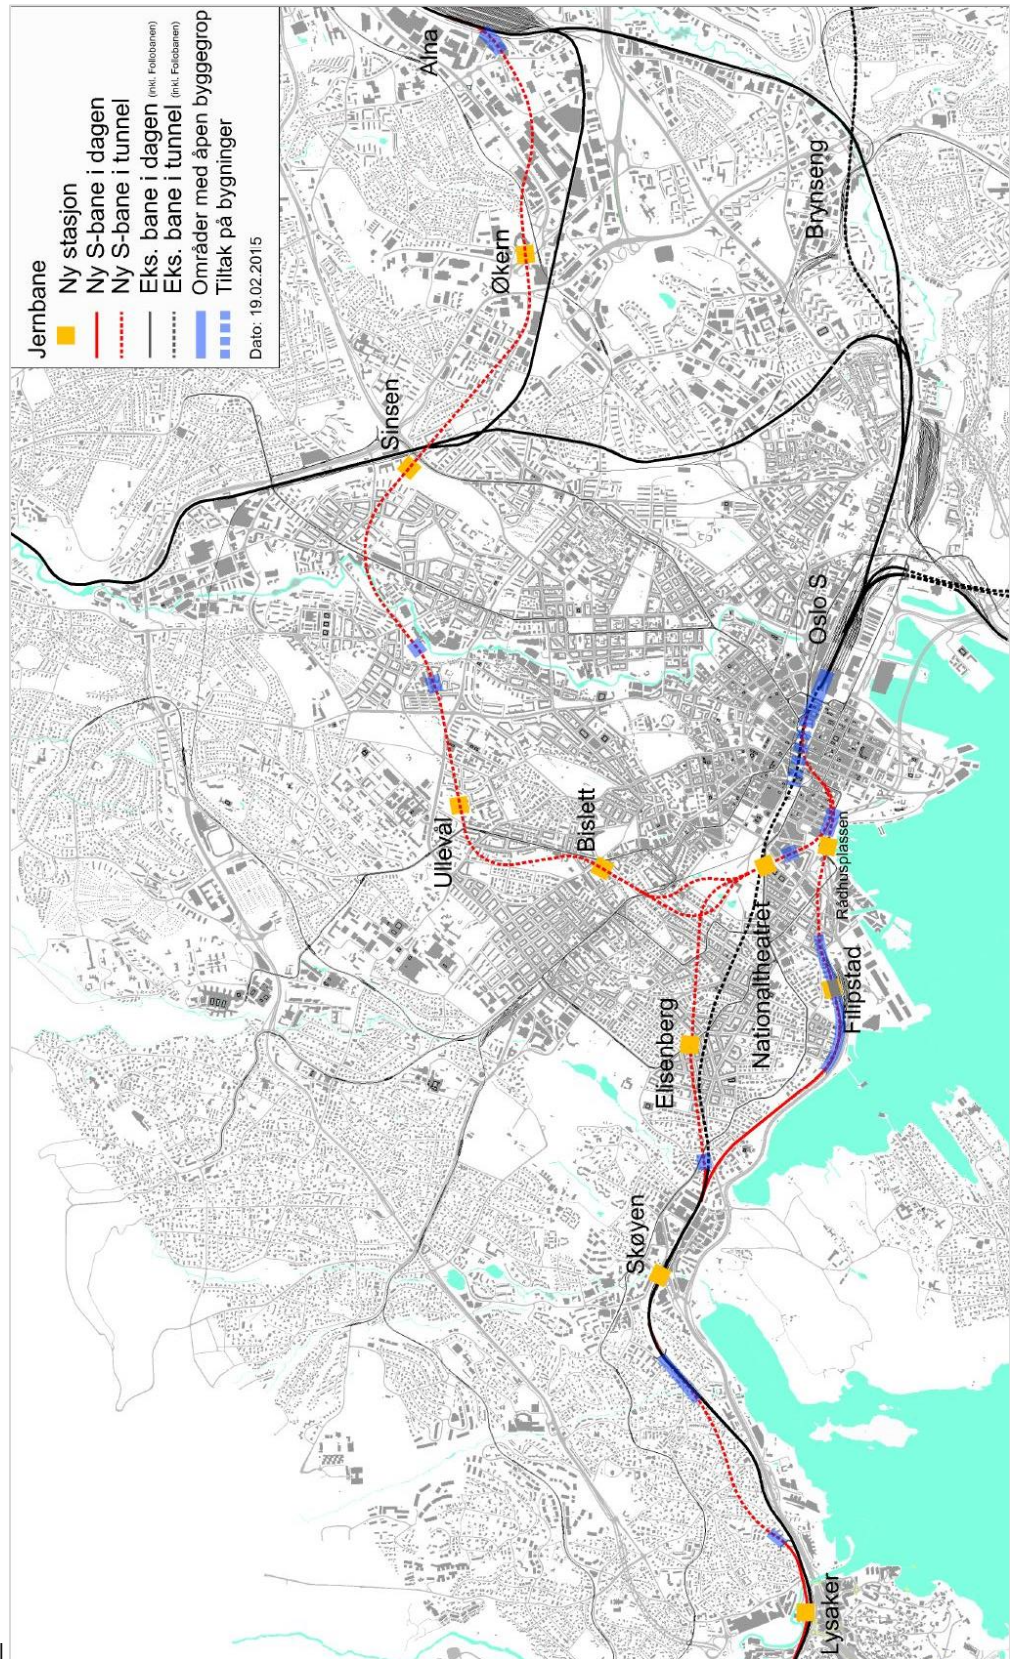 Jernbane
Ny stasjon
Ny S-bane i dagen
Ny S-bane i tunnel
Eks. bane i dagen (inkl. Follobanen)
Eks. bane i tunnel (inkl. Follobanen)
Områder med åpen byggegrop
Tiltak på bygninger
Dato: 19.02.2015
Alna
Økern
Brynseng
Sinsen
Oslo S
Ullevål
Bislett
Rådhusplassen
Nationaltheatret
Filipstad
Elisenberg
Skøyen
Lysaker